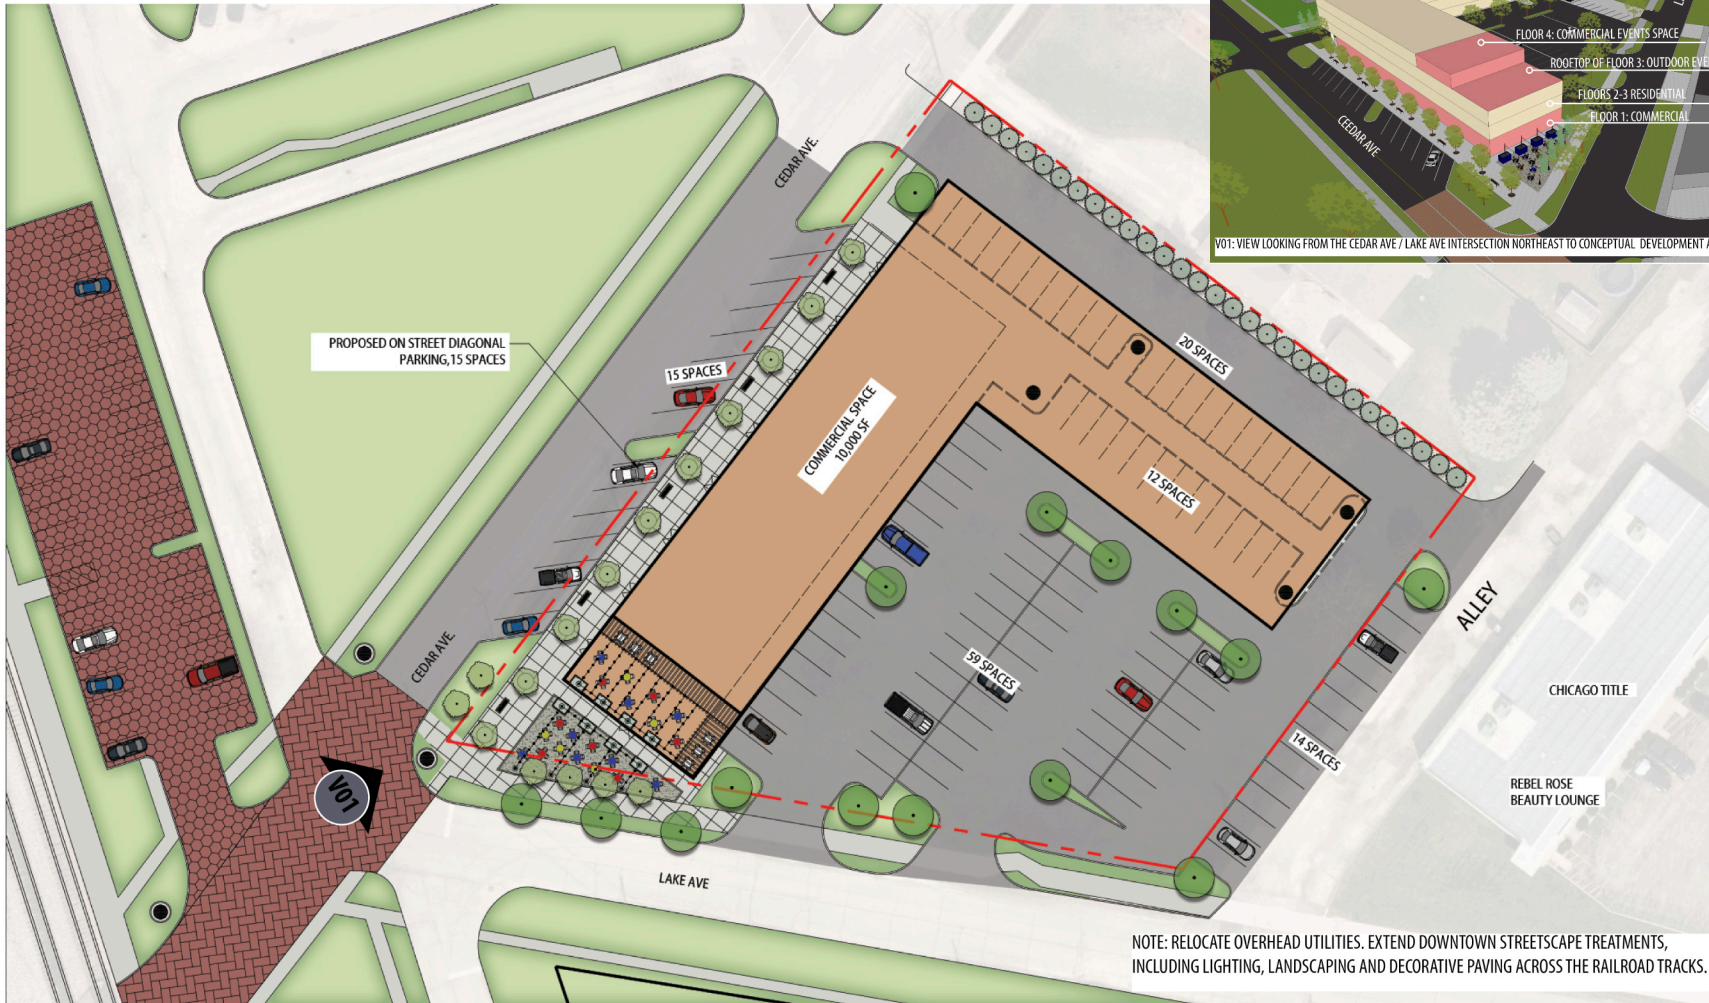 FLOOR 4: COMMERCIAL EVENTS SPACE
ROOFTOP OF FLOOR 3: OUTDOOR EVE
FLOORS 2-3 RESIDENTIAL
FLOOR 1: COMMERCIAL
CEEDAR AVE
V01: VIEW LOOKING FROM THE CEDAR AVE / LAKE AVE INTERSECTION NORTHEAST TO CONCEPTUAL DEVELOPMENT A
CEDAR AVE.
PROPOSED ON STREET DIAGONAL
PARKING,15 SPACES
15 SPACES
20 SPACES
COMMERCIAL SPACE
10,000 SF
12 SPACES
ALLEY
CEDAR AVE.
59 SPACES
CHICAGO TITLE
14 SPACES
V01
REBEL ROSE
BEAUTY LOUNGE
LAKE AVE
NOTE: RELOCATE OVERHEAD UTILITIES. EXTEND DOWNTOWN STREETSCAPE TREATMENTS,
INCLUDING LIGHTING, LANDSCAPING AND DECORATIVE PAVING ACROSS THE RAILROAD TRACKS.